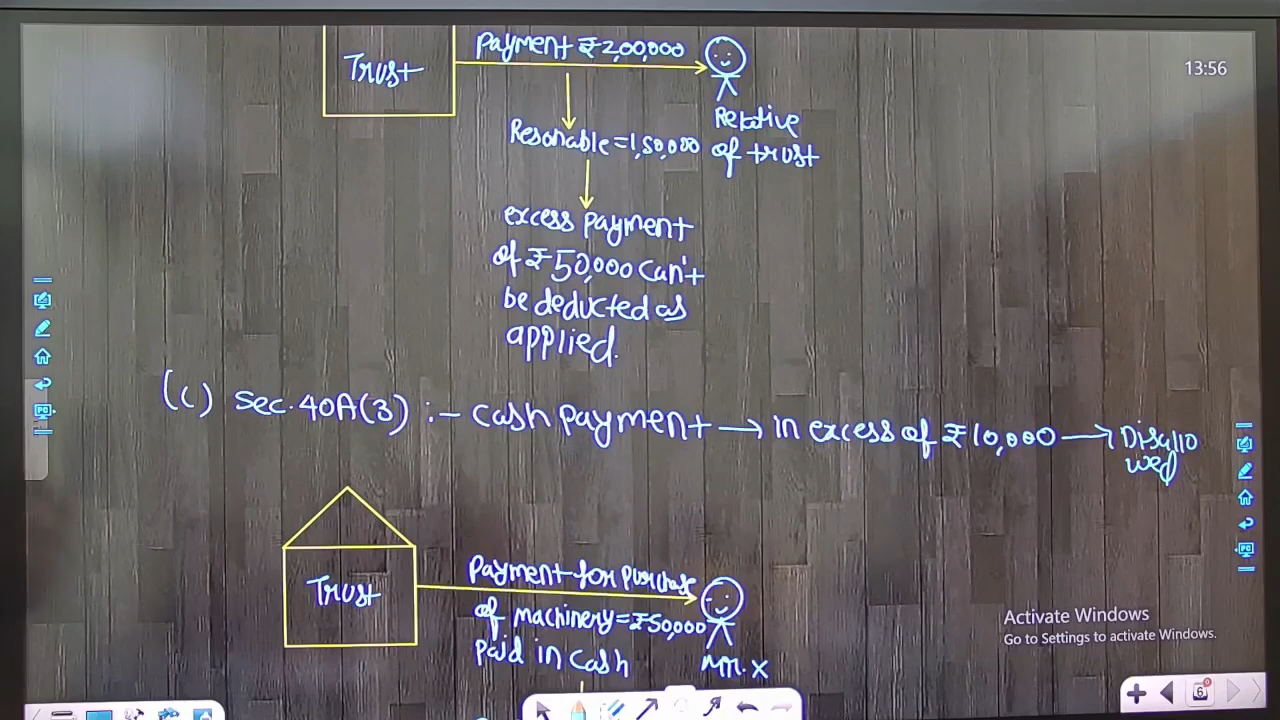 Payment ₹2,00,000
13:56
Trust
Relative
of trust
Resonable=1,50,000
excess payment
of ₹50,000 Can't
be deducted as
applied.
(C) Sec.40A(3) :- Cash payment → in excess of ₹10,000 → Disallo
wed
Payment for Purchase
Trust
of machinery=₹50,000
Paid in Cash
Mr. X
Activate Windows
Go to Settings to activate Windows.
6